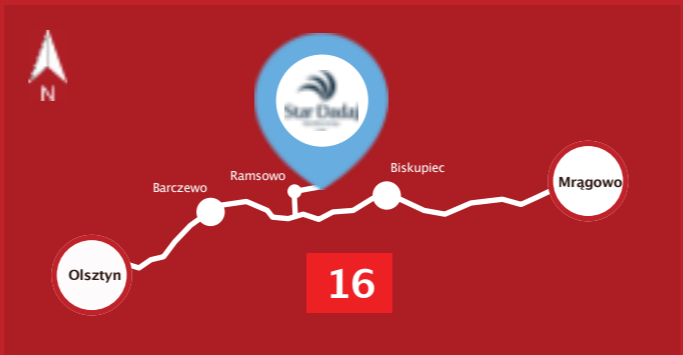 N
Star Dadaj
Ramsowo
Biskupiec
Barczewo
Mrągowo
Olsztyn
16